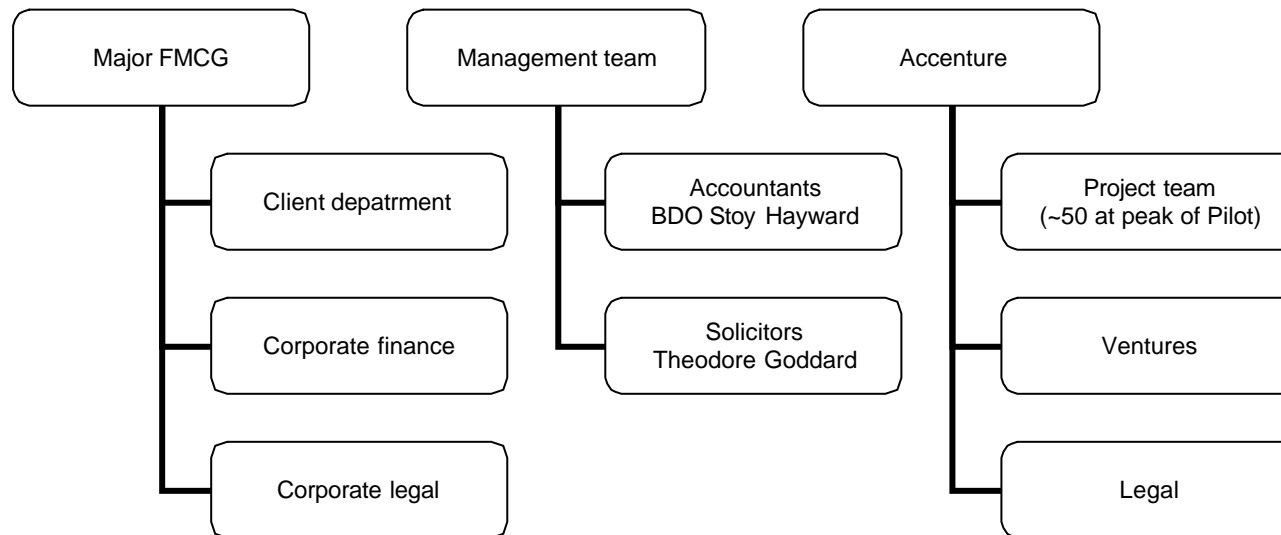 Major FMCG
Management team
Accenture
Client depatrment
Accountants
BDO Stoy Hayward
Project team
(~50 at peak of Pilot)
Corporate finance
Solicitors
Theodore Goddard
Ventures
Corporate legal
Legal